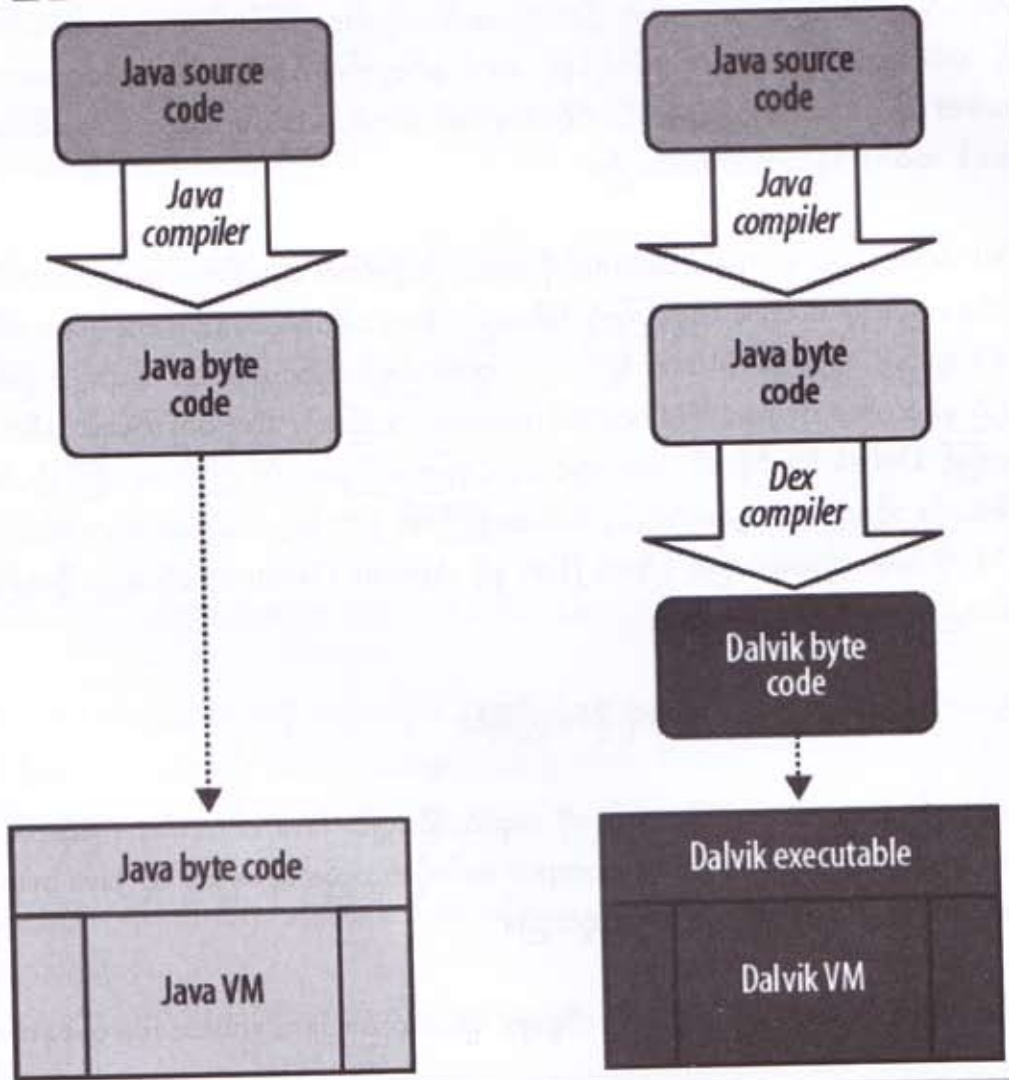 Java source
code
Java
compiler
Java byte
code
Java byte code
Java VM
Java source
code
Java
compiler
Java byte
code
Dex
compiler
Dalvik byte
code
Dalvik executable
Dalvik VM